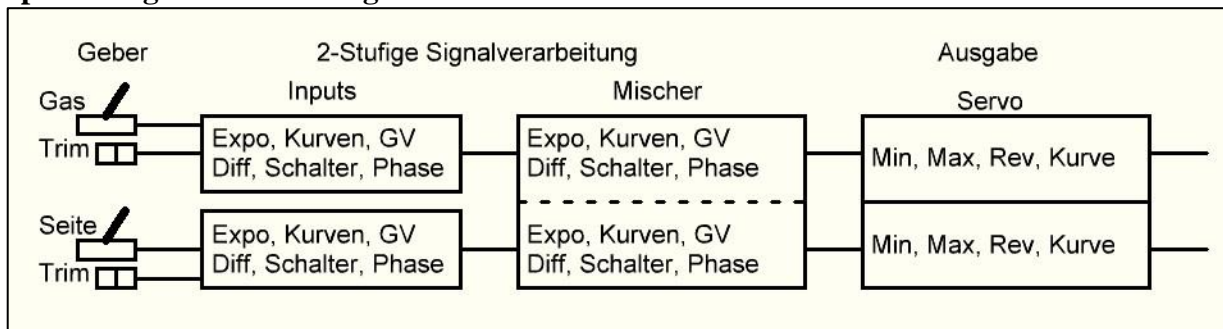 Geber 2-Stufige Signalverarbeitung Ausgabe
Inputs Mischer Servo
Gas
Trim
Expo, Kurven, GV
Diff, Schalter, Phase
Expo, Kurven, GV
Diff, Schalter, Phase
Min, Max, Rev, Kurve
Seite
Trim
Expo, Kurven, GV
Diff, Schalter, Phase
Expo, Kurven, GV
Diff, Schalter, Phase
Min, Max, Rev, Kurve